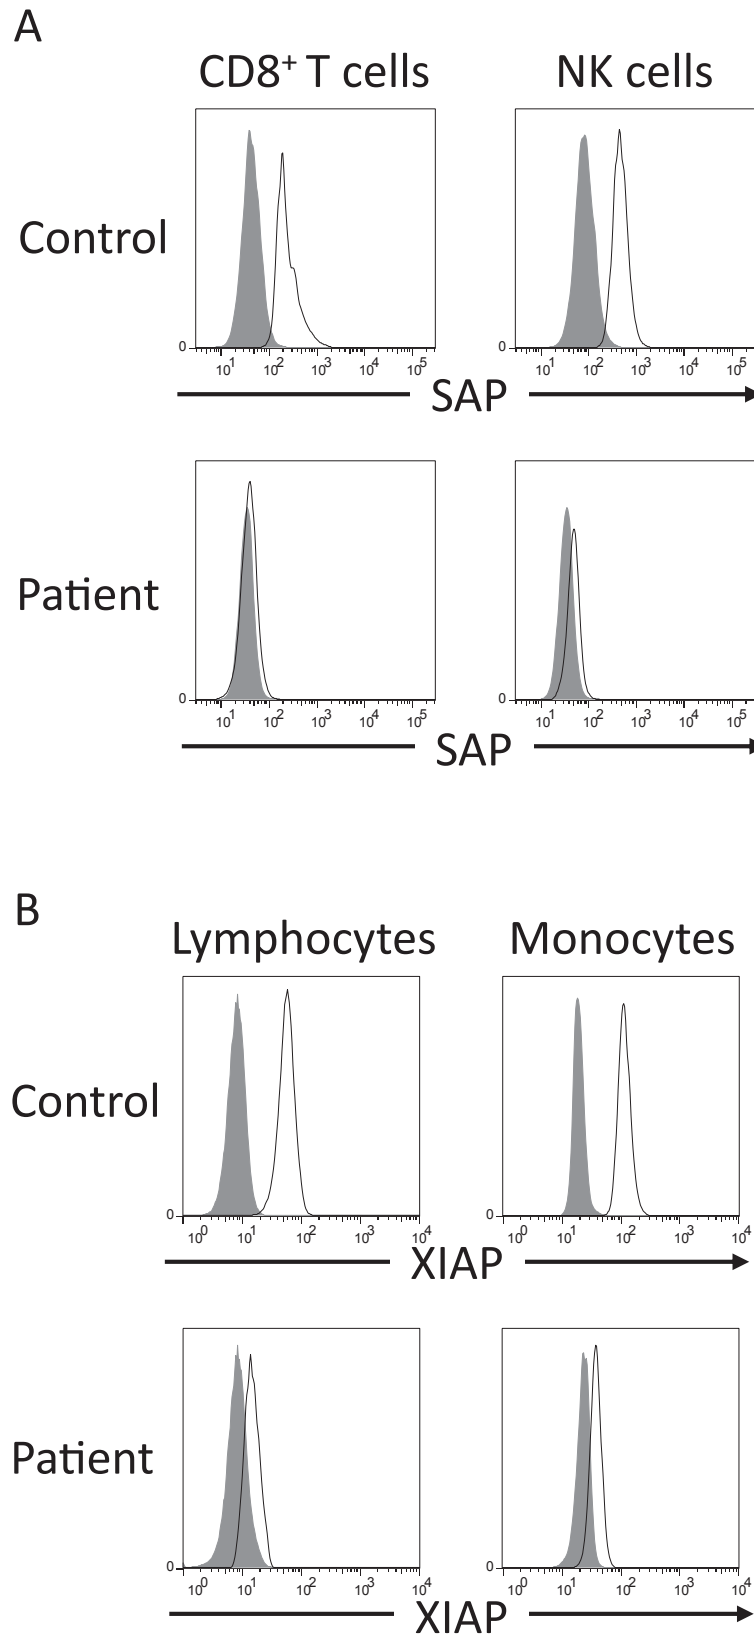 A
CD8⁺ T cells NK cells
Control
0 10¹ 10² 10³ 10⁴ 10⁵ 0 10¹ 10² 10³ 10⁴ 10⁵
SAP
Patient
0 10¹ 10² 10³ 10⁴ 10⁵ 0 10¹ 10² 10³ 10⁴ 10⁵
SAP
B
Lymphocytes Monocytes
Control
0 10⁰ 10¹ 10² 10³ 10⁴ 0 10⁰ 10¹ 10² 10³ 10⁴
XIAP
Patient
0 10⁰ 10¹ 10² 10³ 10⁴ 0 10⁰ 10¹ 10² 10³ 10⁴
XIAP